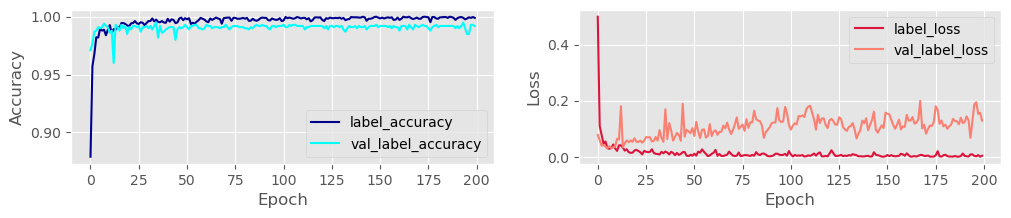 1.00
0.95
0.90
Accuracy
label_accuracy
val_label_accuracy
0 25 50 75 100 125 150 175 200
Epoch
0.4
0.2
0.0
Loss
label_loss
val_label_loss
0 25 50 75 100 125 150 175 200
Epoch